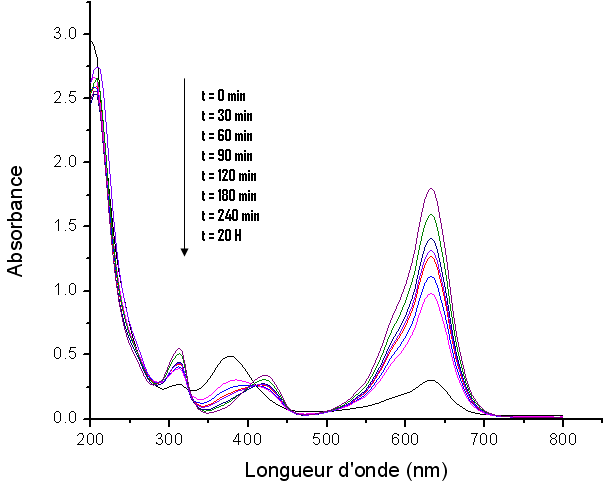 3.0
2.5
2.0
1.5
1.0
0.5
0.0
Absorbance
t = 0 min
t = 30 min
t = 60 min
t = 90 min
t = 120 min
t = 180 min
t = 240 min
t = 20 H
200 300 400 500 600 700 800
Longueur d'onde (nm)